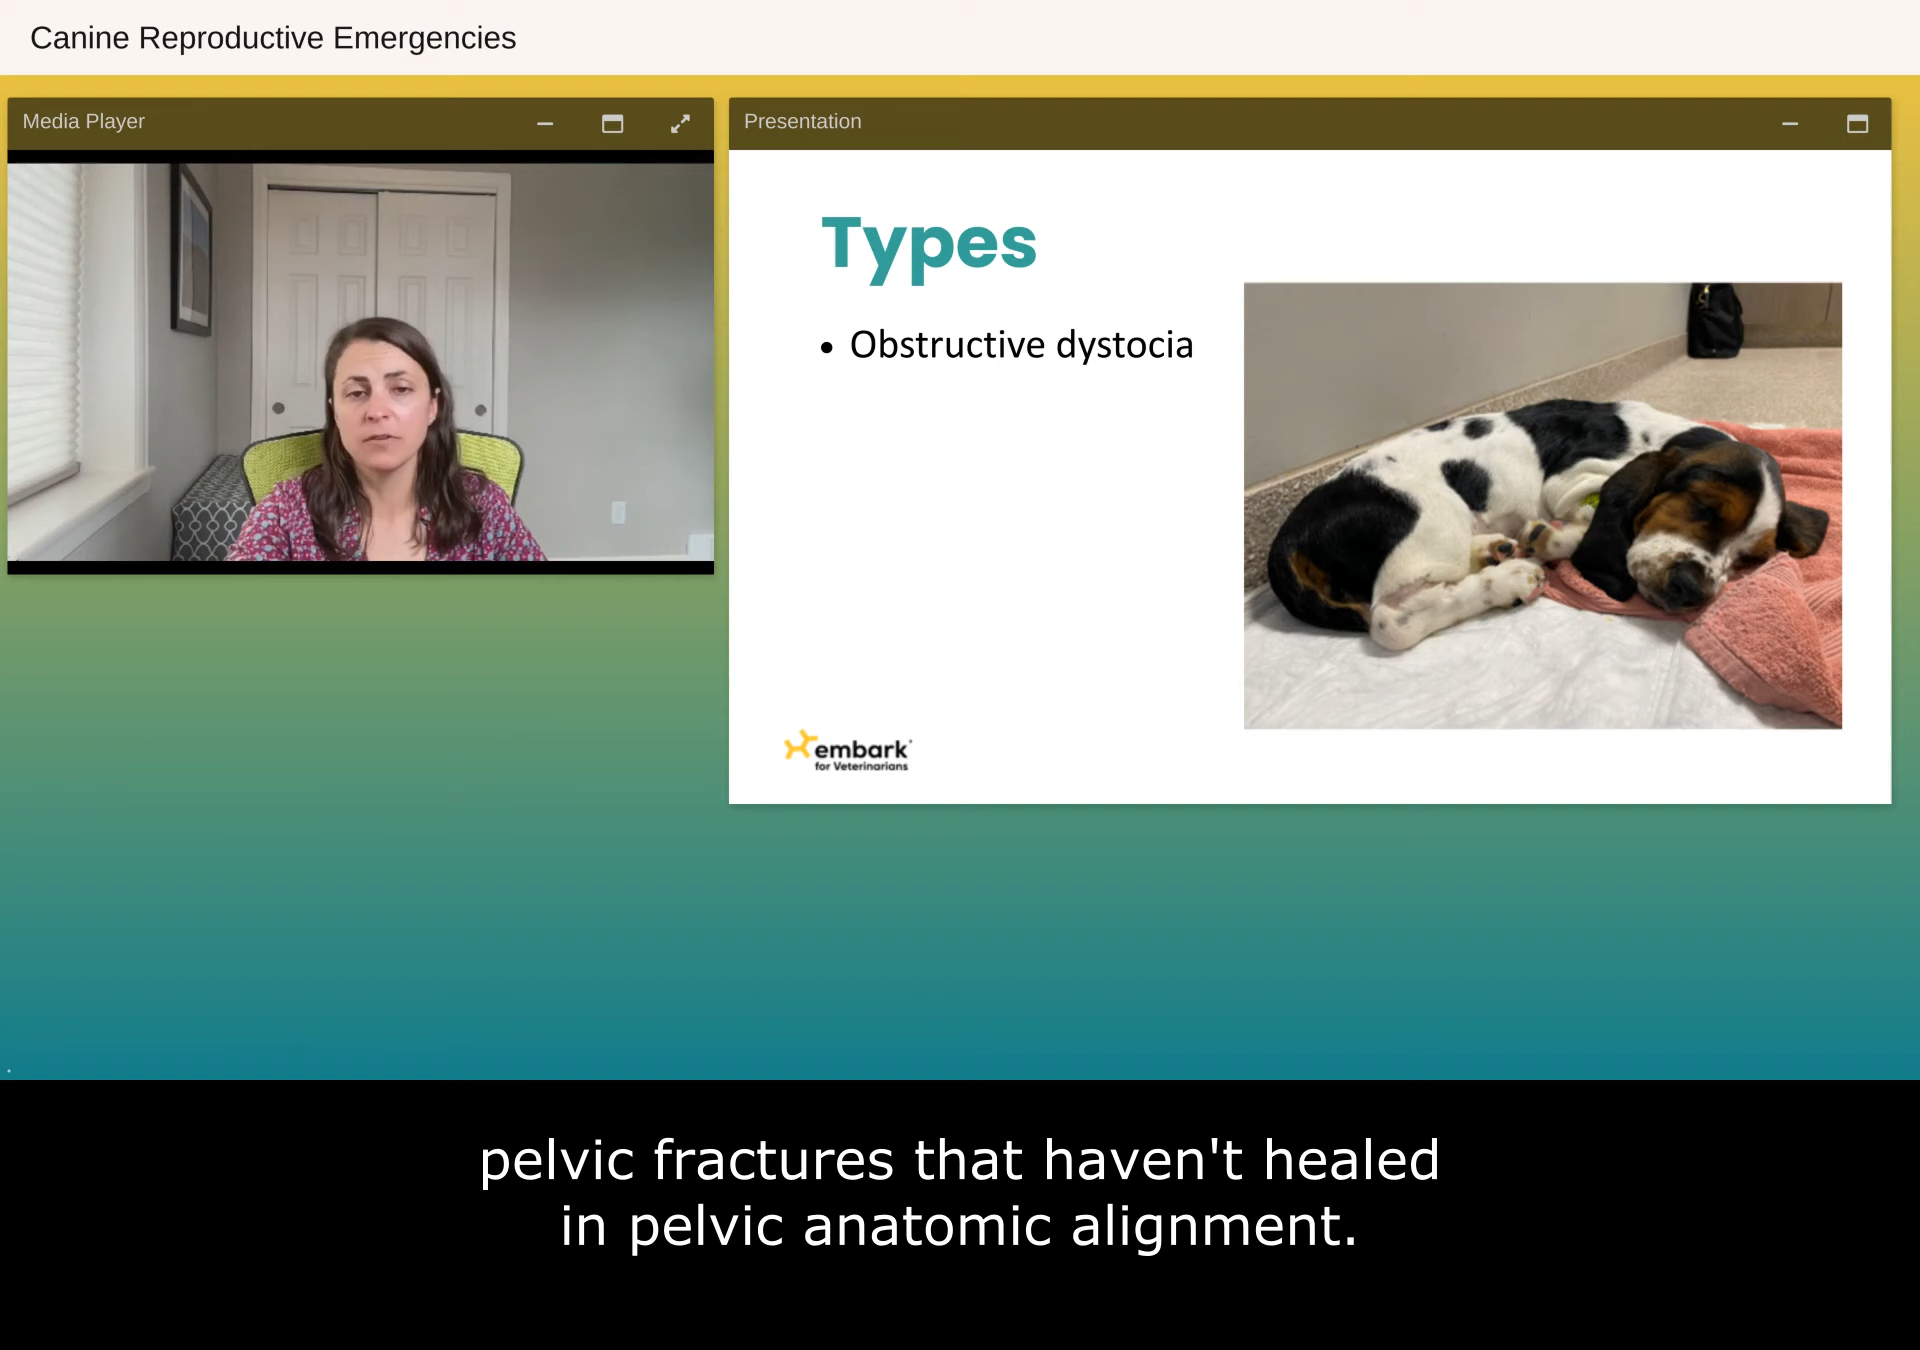 Canine Reproductive Emergencies
Media Player
Presentation
Types
• Obstructive dystocia
embark
for Veterinarians
pelvic fractures that haven't healed
in pelvic anatomic alignment.